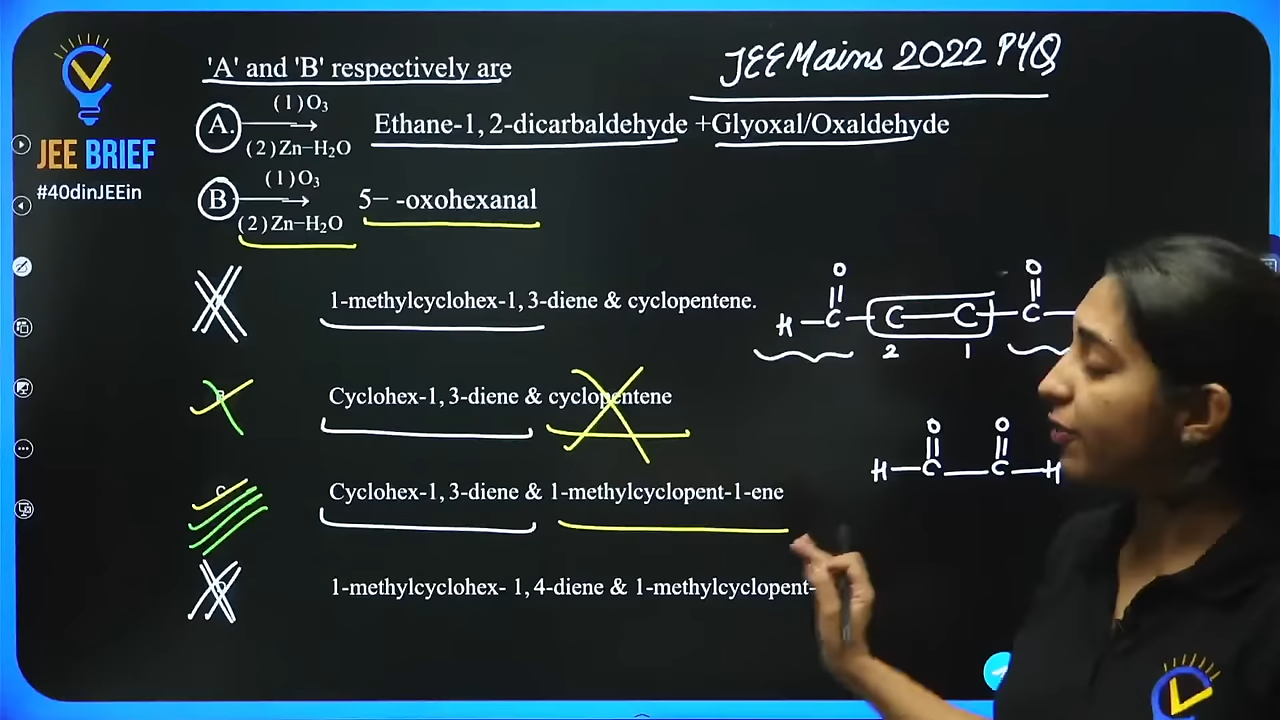 JEE Mains 2022 PYQ
'A' and 'B' respectively are
(1)O₃
A. → Ethane-1, 2-dicarbaldehyde +Glyoxal/Oxaldehyde
(2)Zn−H₂O
(1)O₃
B → 5− -oxohexanal
(2)Zn−H₂O
1-methylcyclohex-1, 3-diene & cyclopentene.
Cyclohex-1, 3-diene & cyclopentene
C Cyclohex-1, 3-diene & 1-methylcyclopent-1-ene
1-methylcyclohex- 1, 4-diene & 1-methylcyclopent-
O O
H—C—C—C—C—
2 1
O O
H—C—C—H
JEE BRIEF
#40dinJEEin